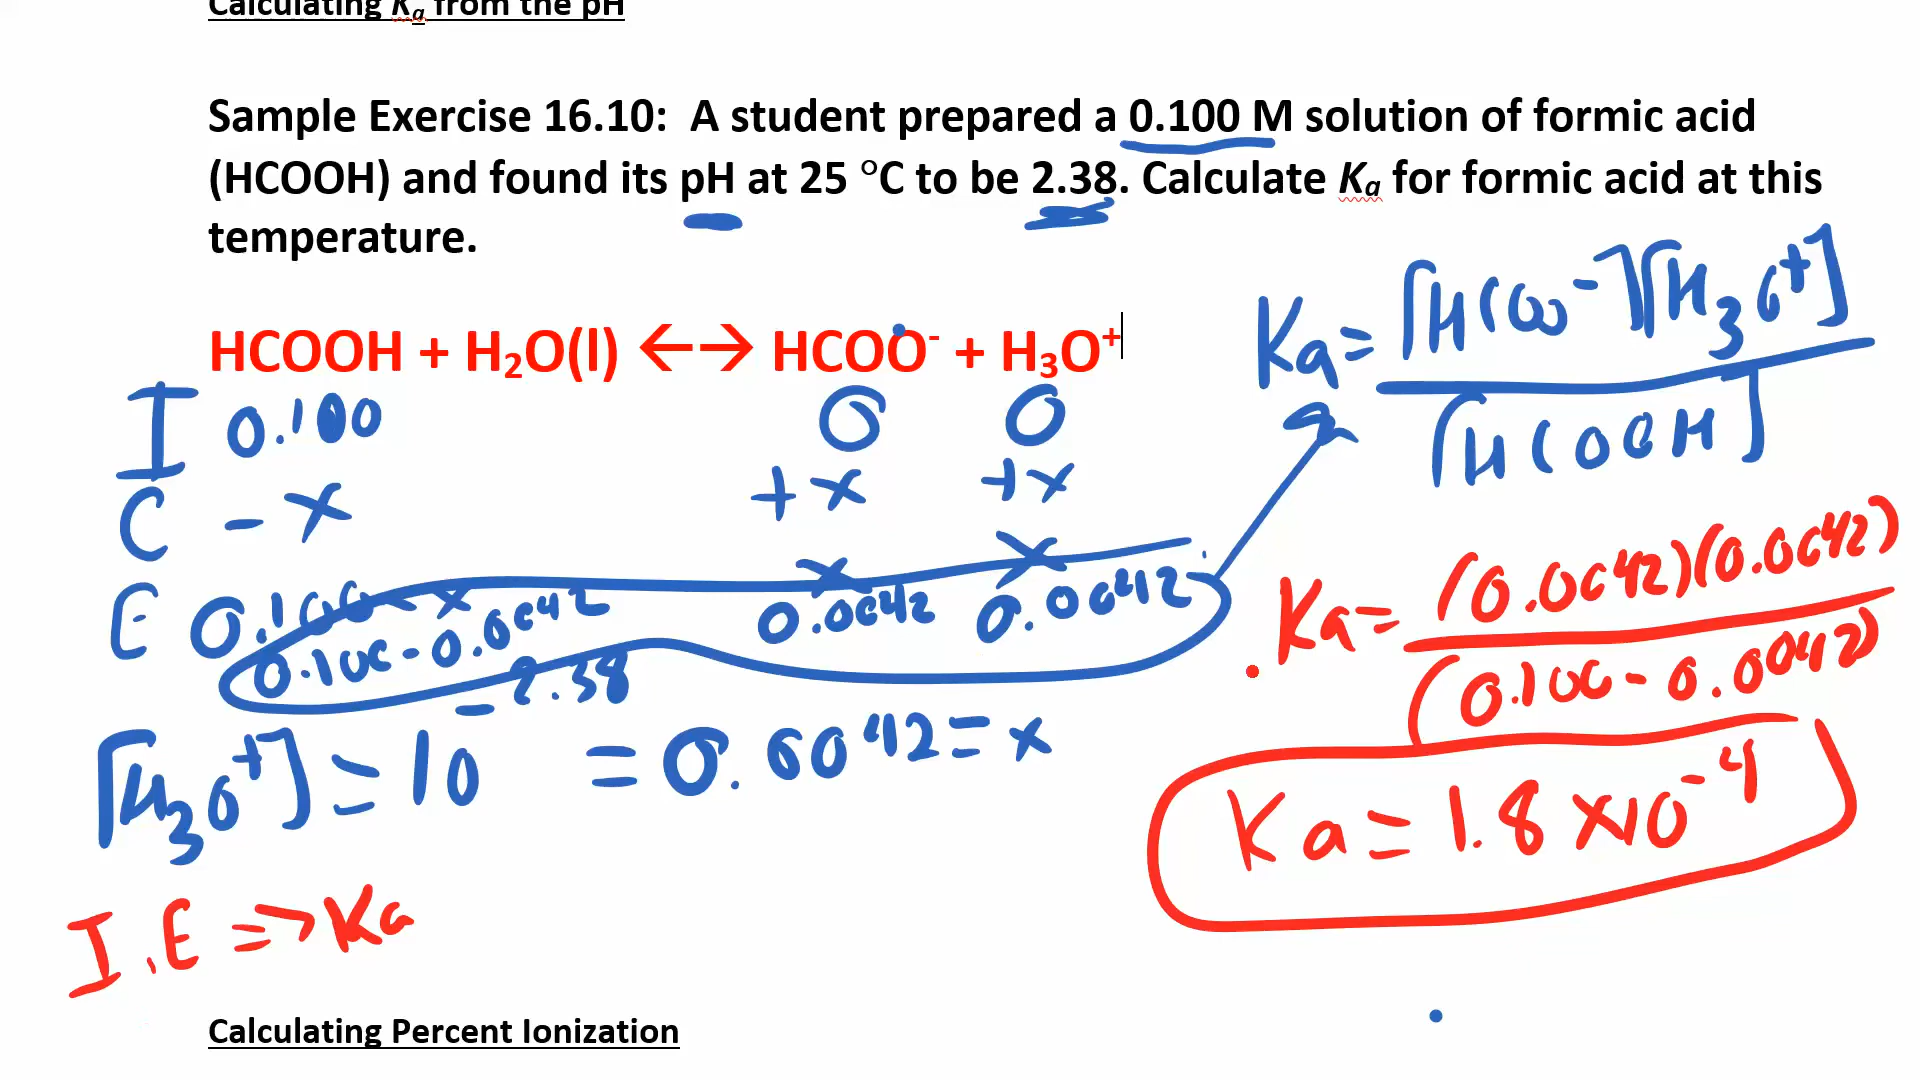 Calculating Ka from the pH
Sample Exercise 16.10: A student prepared a 0.100 M solution of formic acid
(HCOOH) and found its pH at 25 °C to be 2.38. Calculate Ka for formic acid at this
temperature.
HCOOH + H₂O(l) ←→ HCOO⁻ + H₃O⁺
I 0.100 0 0
C - x + x + x
E 0.100 - x x x
0.100 - 0.0042 0.0042 0.0042
[H₃O⁺] = 10^-2.38 = 0.0042 = x
I, E => Ka
Ka = [HCOO⁻][H₃O⁺]
[HCOOH]
Ka = (0.0042)(0.0042)
(0.100 - 0.0042)
Ka = 1.8 x 10⁻⁴
Calculating Percent Ionization